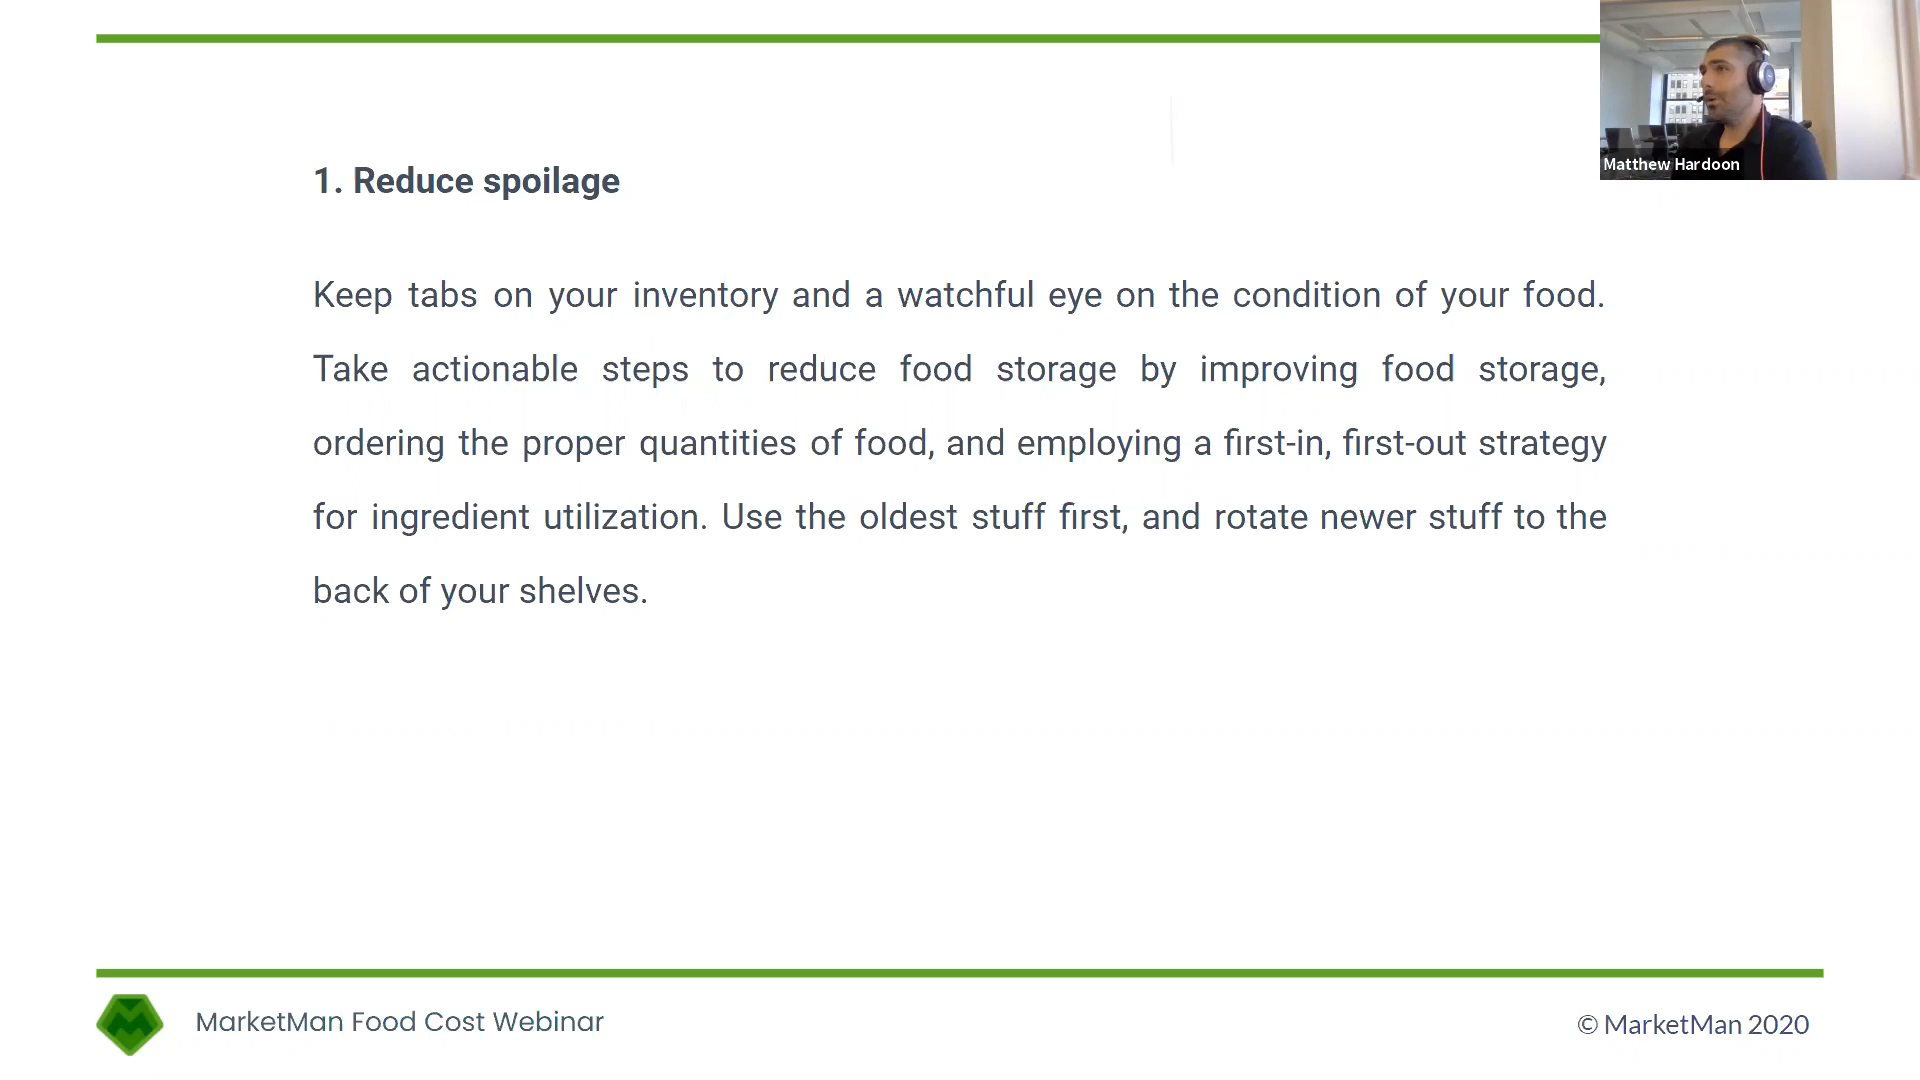 Matthew Hardoon
1. Reduce spoilage
Keep tabs on your inventory and a watchful eye on the condition of your food.
Take actionable steps to reduce food storage by improving food storage,
ordering the proper quantities of food, and employing a first-in, first-out strategy
for ingredient utilization. Use the oldest stuff first, and rotate newer stuff to the
back of your shelves.
MarketMan Food Cost Webinar
© MarketMan 2020